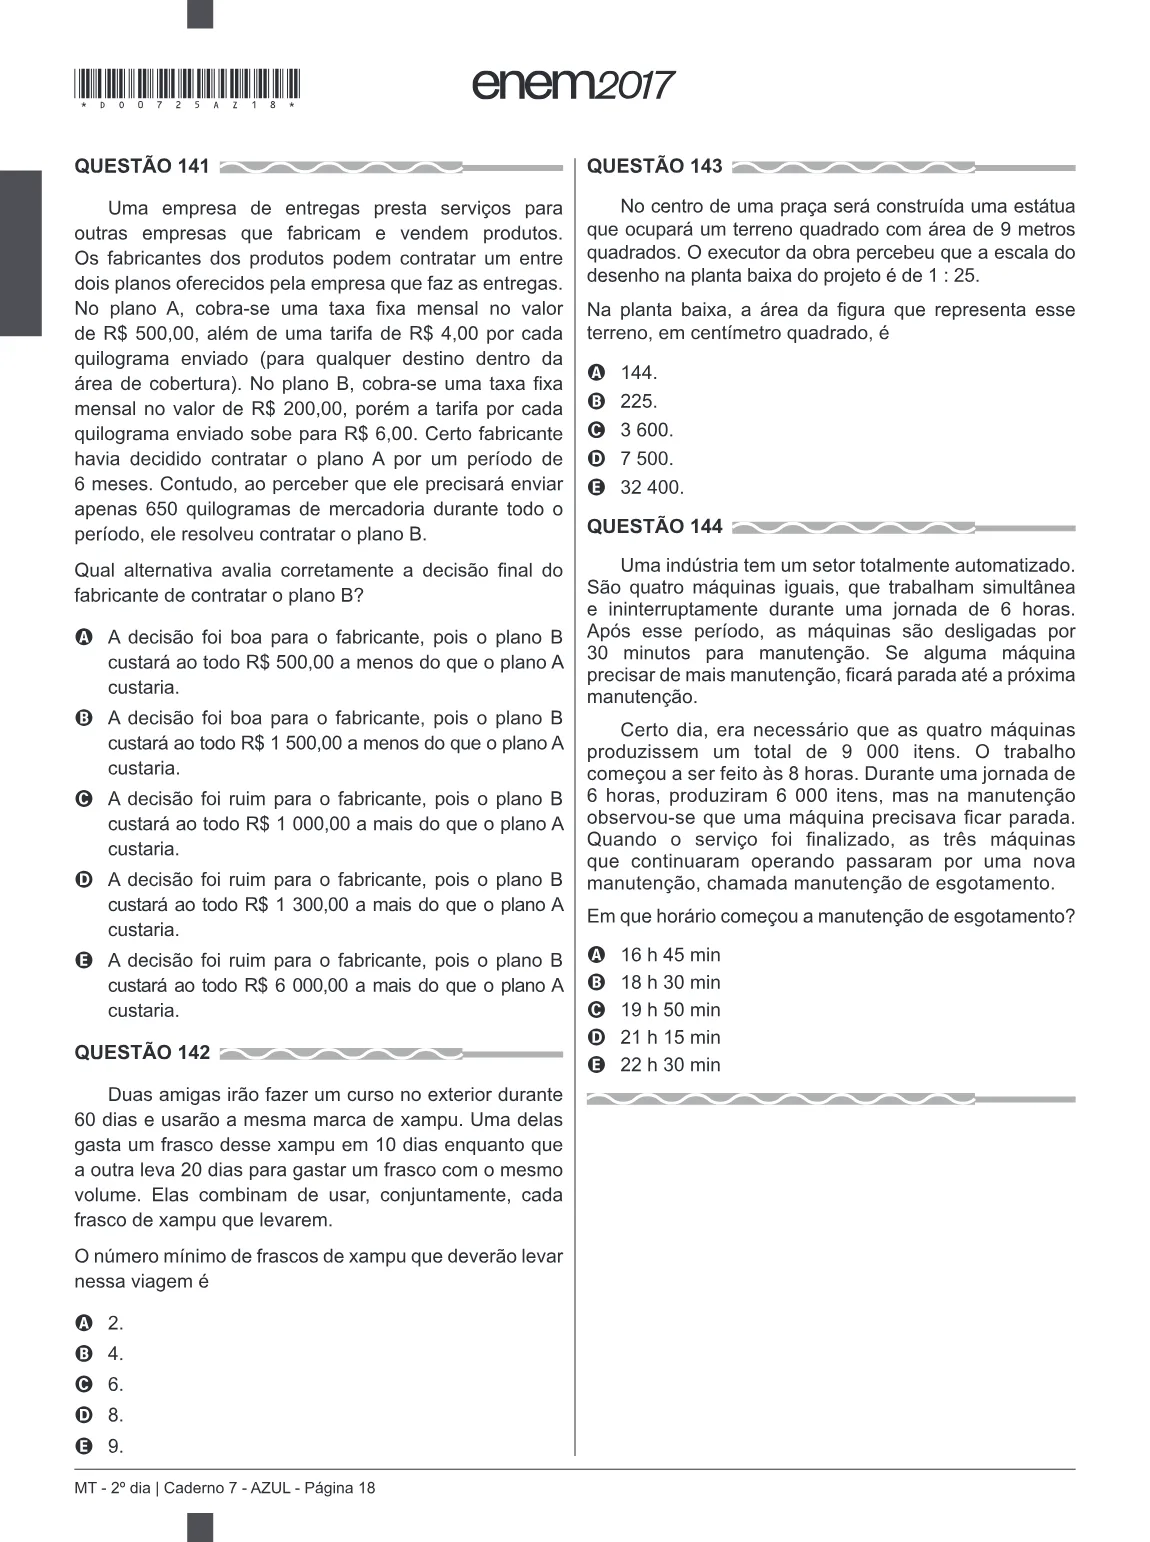 *D00725AZ18*
enem2017
QUESTÃO 141
Uma empresa de entregas presta serviços para
outras empresas que fabricam e vendem produtos.
Os fabricantes dos produtos podem contratar um entre
dois planos oferecidos pela empresa que faz as entregas.
No plano A, cobra-se uma taxa fixa mensal no valor
de R$ 500,00, além de uma tarifa de R$ 4,00 por cada
quilograma enviado (para qualquer destino dentro da
área de cobertura). No plano B, cobra-se uma taxa fixa
mensal no valor de R$ 200,00, porém a tarifa por cada
quilograma enviado sobe para R$ 6,00. Certo fabricante
havia decidido contratar o plano A por um período de
6 meses. Contudo, ao perceber que ele precisará enviar
apenas 650 quilogramas de mercadoria durante todo o
período, ele resolveu contratar o plano B.
Qual alternativa avalia corretamente a decisão final do
fabricante de contratar o plano B?
A A decisão foi boa para o fabricante, pois o plano B
custará ao todo R$ 500,00 a menos do que o plano A
custaria.
B A decisão foi boa para o fabricante, pois o plano B
custará ao todo R$ 1 500,00 a menos do que o plano A
custaria.
C A decisão foi ruim para o fabricante, pois o plano B
custará ao todo R$ 1 000,00 a mais do que o plano A
custaria.
D A decisão foi ruim para o fabricante, pois o plano B
custará ao todo R$ 1 300,00 a mais do que o plano A
custaria.
E A decisão foi ruim para o fabricante, pois o plano B
custará ao todo R$ 6 000,00 a mais do que o plano A
custaria.
QUESTÃO 142
Duas amigas irão fazer um curso no exterior durante
60 dias e usarão a mesma marca de xampu. Uma delas
gasta um frasco desse xampu em 10 dias enquanto que
a outra leva 20 dias para gastar um frasco com o mesmo
volume. Elas combinam de usar, conjuntamente, cada
frasco de xampu que levarem.
O número mínimo de frascos de xampu que deverão levar
nessa viagem é
A 2.
B 4.
C 6.
D 8.
E 9.
QUESTÃO 143
No centro de uma praça será construída uma estátua
que ocupará um terreno quadrado com área de 9 metros
quadrados. O executor da obra percebeu que a escala do
desenho na planta baixa do projeto é de 1 : 25.
Na planta baixa, a área da figura que representa esse
terreno, em centímetro quadrado, é
A 144.
B 225.
C 3 600.
D 7 500.
E 32 400.
QUESTÃO 144
Uma indústria tem um setor totalmente automatizado.
São quatro máquinas iguais, que trabalham simultânea
e ininterruptamente durante uma jornada de 6 horas.
Após esse período, as máquinas são desligadas por
30 minutos para manutenção. Se alguma máquina
precisar de mais manutenção, ficará parada até a próxima
manutenção.
Certo dia, era necessário que as quatro máquinas
produzissem um total de 9 000 itens. O trabalho
começou a ser feito às 8 horas. Durante uma jornada de
6 horas, produziram 6 000 itens, mas na manutenção
observou-se que uma máquina precisava ficar parada.
Quando o serviço foi finalizado, as três máquinas
que continuaram operando passaram por uma nova
manutenção, chamada manutenção de esgotamento.
Em que horário começou a manutenção de esgotamento?
A 16 h 45 min
B 18 h 30 min
C 19 h 50 min
D 21 h 15 min
E 22 h 30 min
MT - 2º dia | Caderno 7 - AZUL - Página 18